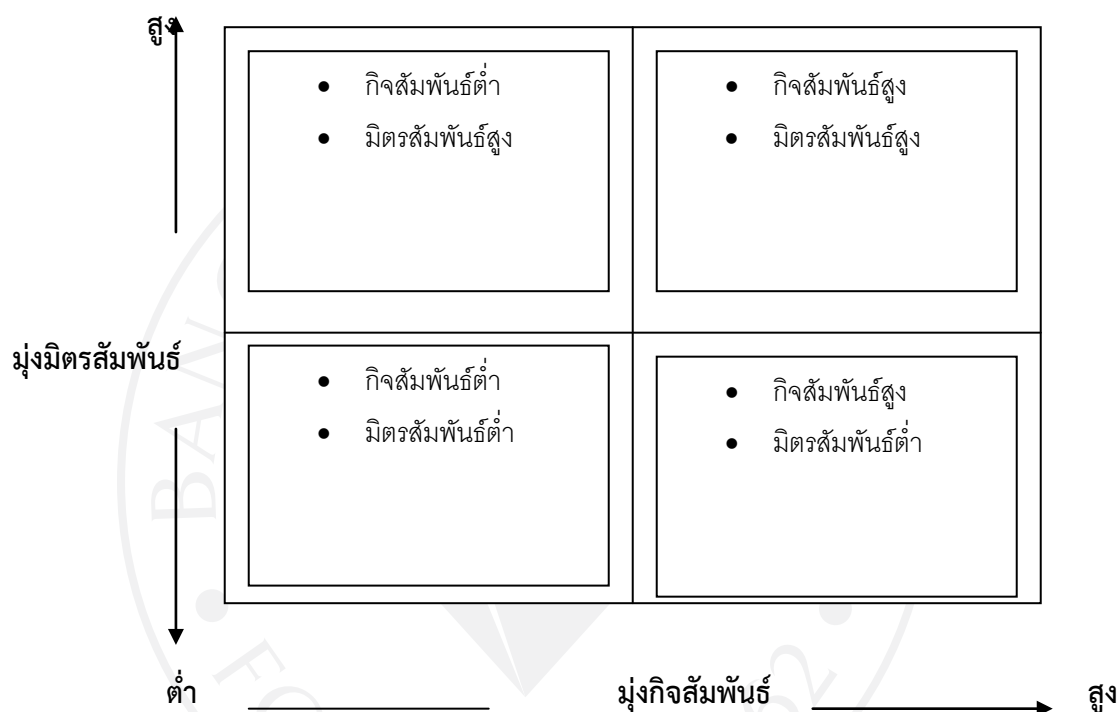 สูง
• กิจสัมพันธ์ต่ำ
• มิตรสัมพันธ์สูง
• กิจสัมพันธ์สูง
• มิตรสัมพันธ์สูง
มุ่งมิตรสัมพันธ์
• กิจสัมพันธ์ต่ำ
• มิตรสัมพันธ์ต่ำ
• กิจสัมพันธ์สูง
• มิตรสัมพันธ์ต่ำ
ต่ำ
มุ่งกิจสัมพันธ์
สูง